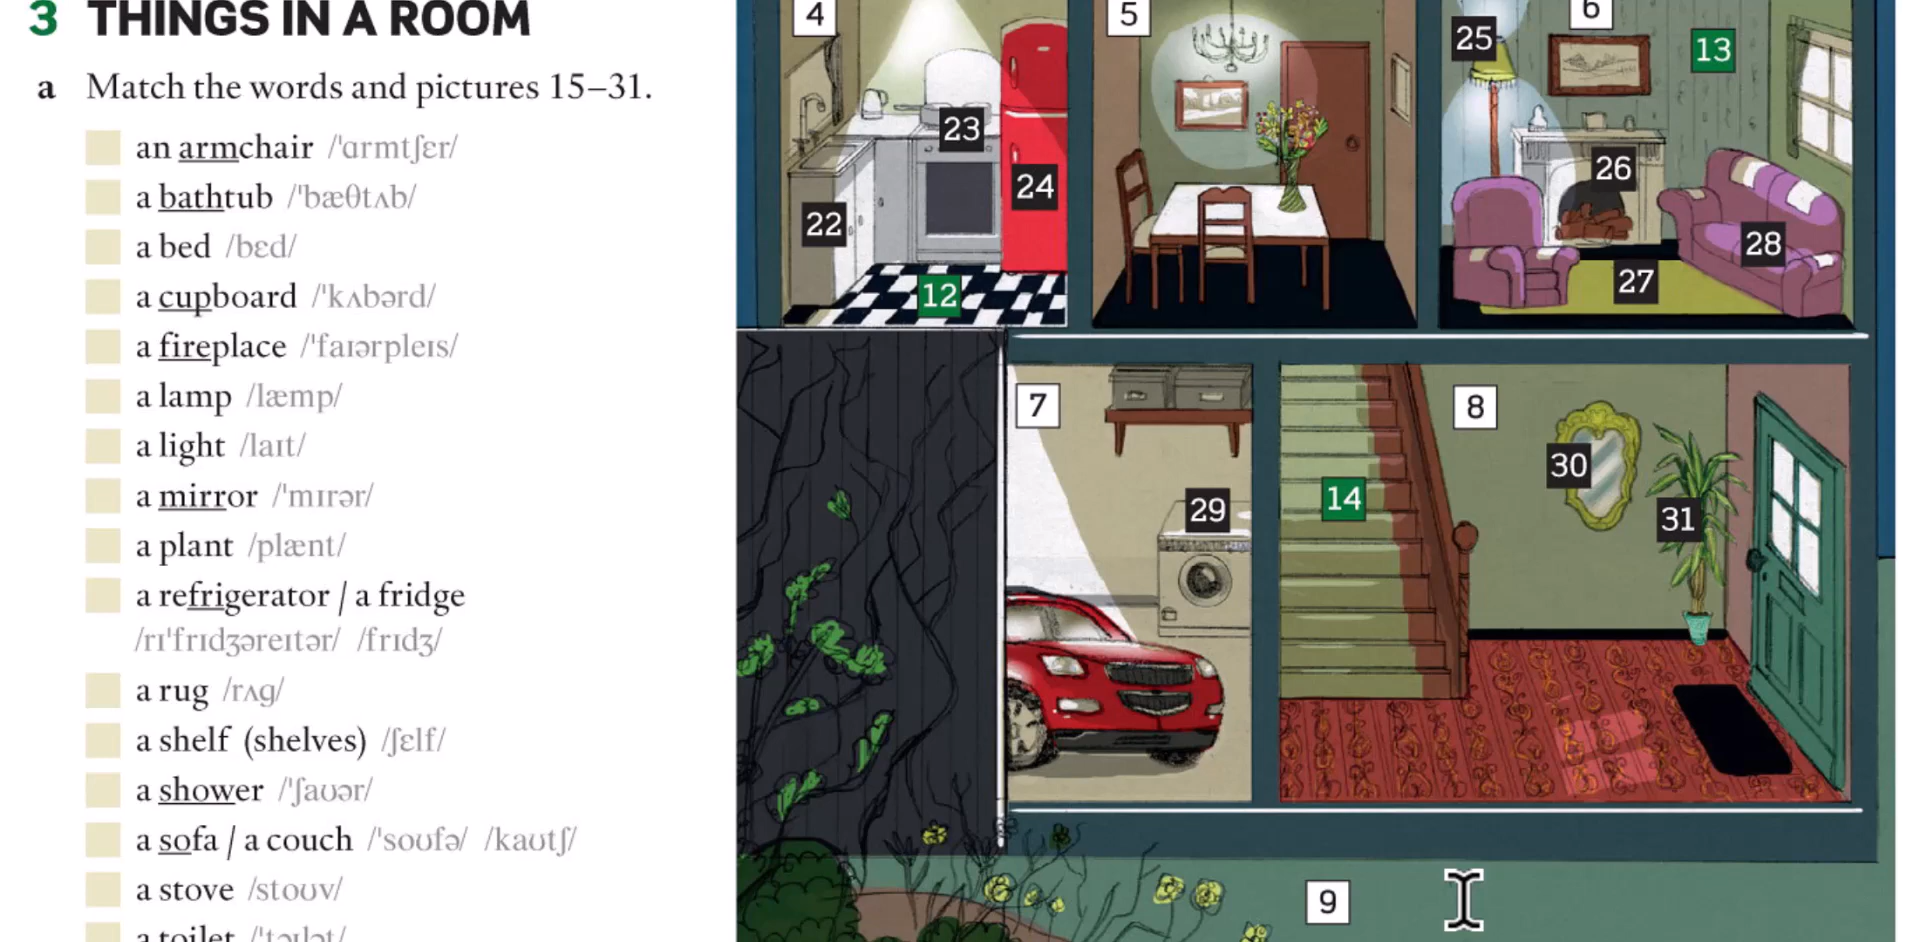 3 THINGS IN A ROOM
a Match the words and pictures 15–31.
an armchair /ˈɑrmtʃɛr/
a bathtub /ˈbæθtʌb/
a bed /bɛd/
a cupboard /ˈkʌbərd/
a fireplace /ˈfaɪərpleɪs/
a lamp /læmp/
a light /laɪt/
a mirror /ˈmɪrər/
a plant /plænt/
a refrigerator / a fridge
/rɪˈfrɪdʒəreɪtər/ /frɪdʒ/
a rug /rʌg/
a shelf (shelves) /ʃɛlf/
a shower /ˈʃaʊər/
a sofa / a couch /ˈsoʊfə/ /kaʊtʃ/
a stove /stoʊv/
a toilet /ˈtɔɪlət/
4
5
6
25
13
23
24
26
22
28
12
27
7
8
30
14
29
31
9